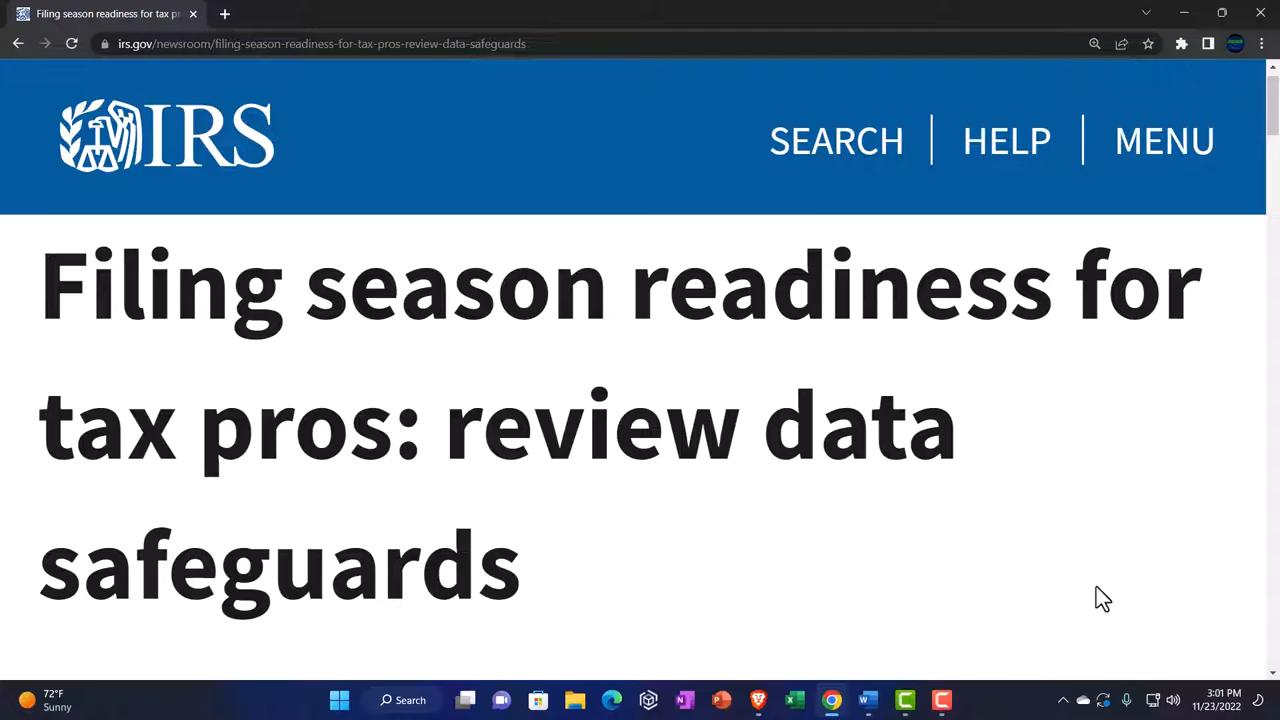 Filing season readiness for tax pr
irs.gov/newsroom/filing-season-readiness-for-tax-pros-review-data-safeguards
IRS
SEARCH
HELP
MENU
Filing season readiness for
tax pros: review data
safeguards
72°F
Sunny
Search
3:01 PM
11/23/2022